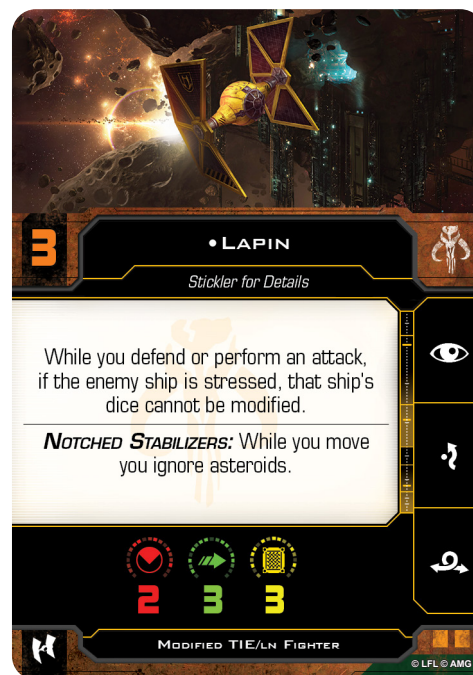 3
•Lapin
Stickler for Details
While you defend or perform an attack,
if the enemy ship is stressed, that ship's
dice cannot be modified.
Notched Stabilizers: While you move
you ignore asteroids.
2 3 3
Modified TIE/ln Fighter
© LFL © AMG